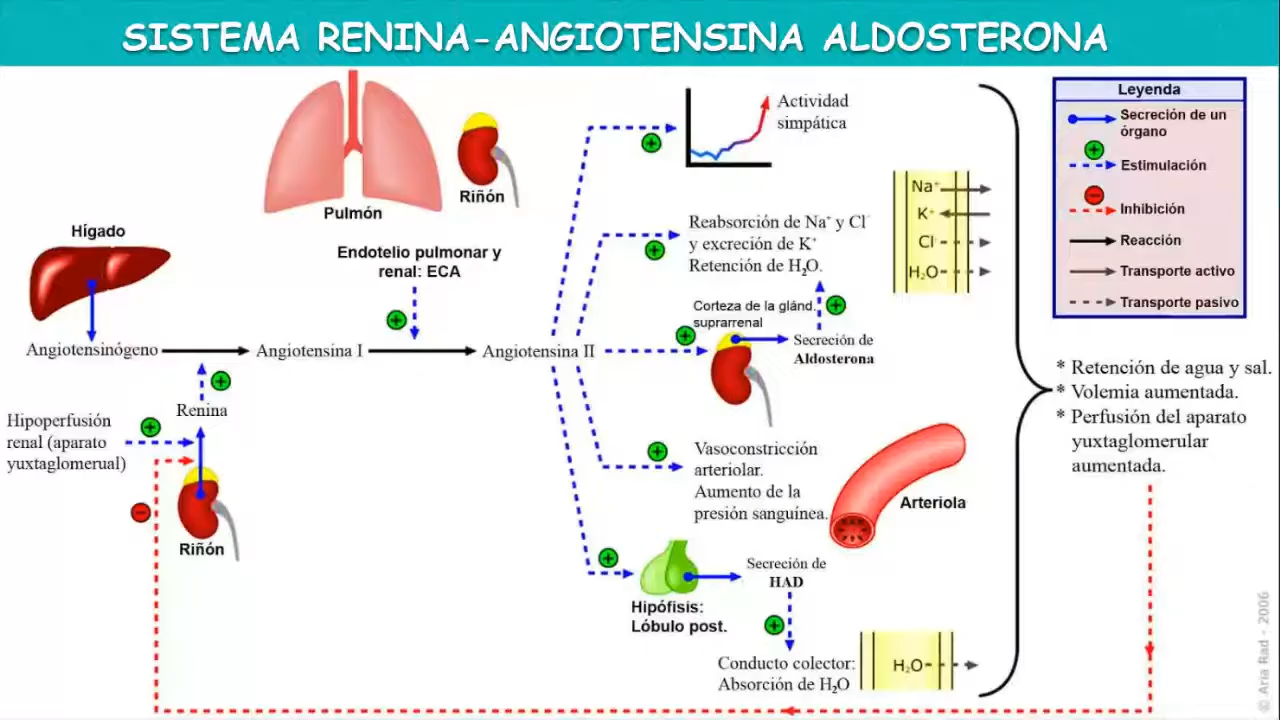 SISTEMA RENINA-ANGIOTENSINA ALDOSTERONA
Pulmón
Riñón
Hígado
Endotelio pulmonar y
renal: ECA
Angiotensinógeno
Angiotensina I
Angiotensina II
Renina
Hipoperfusión
renal (aparato
yuxtaglomerual)
Riñón
Actividad
simpática
Reabsorción de Na⁺ y Cl⁻
y excreción de K⁺
Retención de H₂O.
Na⁺
K⁺
Cl⁻
H₂O
Corteza de la glánd.
suprarrenal
Secreción de
Aldosterona
Vasoconstricción
arteriolar.
Aumento de la
presión sanguínea.
Arteriola
Hipófisis:
Lóbulo post.
Secreción de
HAD
Conducto colector:
Absorción de H₂O
H₂O
Leyenda
Secreción de un
órgano
Estimulación
Inhibición
Reacción
Transporte activo
Transporte pasivo
* Retención de agua y sal.
* Volemia aumentada.
* Perfusión del aparato
yuxtaglomerular
aumentada.
© Aria Rad - 2006